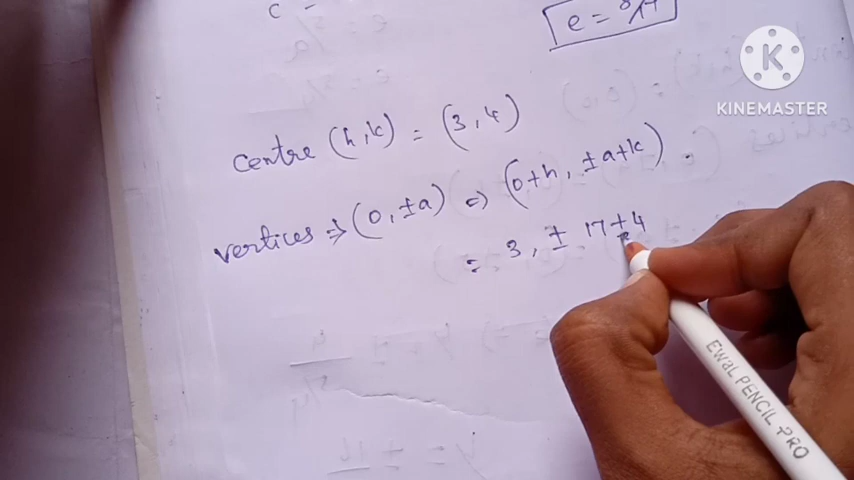 c =
e = 8/17
KINEMASTER
centre (h,k) = (3,4)
vertices ⇒ (0, ±a) ⇒ (0+h, ±a+k).
= 3, ± 17+4
EWal PENCIL PRO